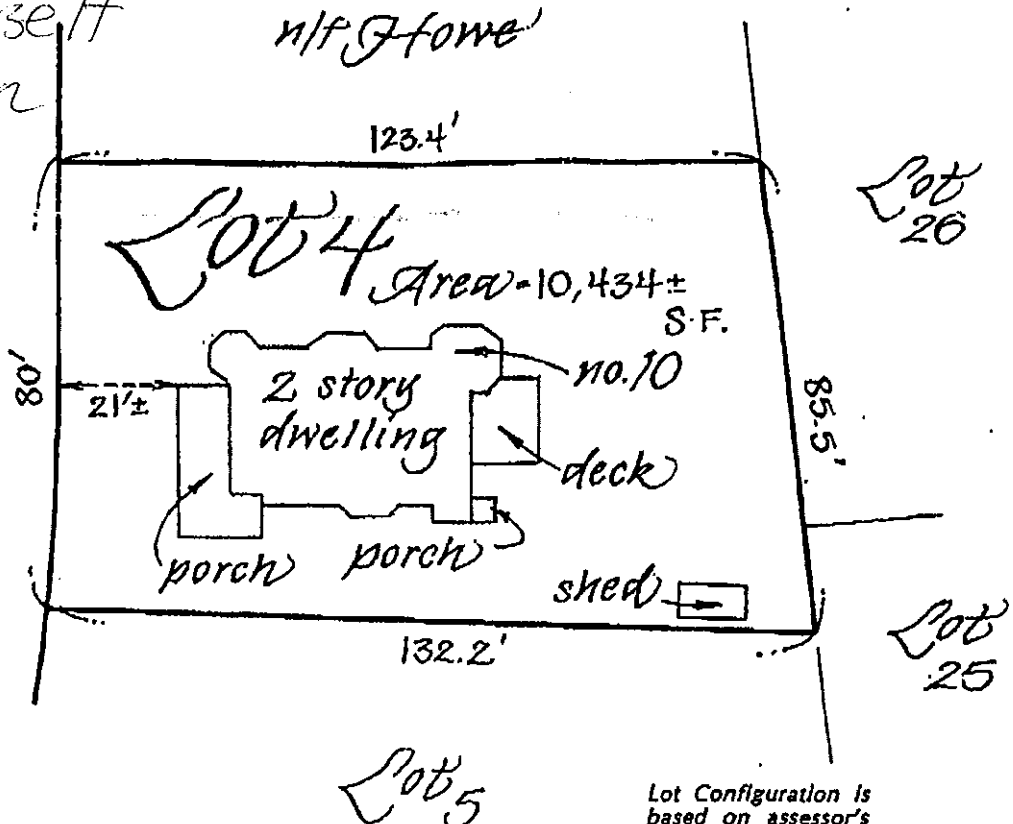 n/f Howe
123.4'
Lot 4
Lot
26
Area=10,434±
S.F.
80'
21'±
2 story
dwelling
no.10
85.5'
deck
porch
porch
shed
132.2'
Lot
25
Lot 5
Lot Configuration is
based on assessor's